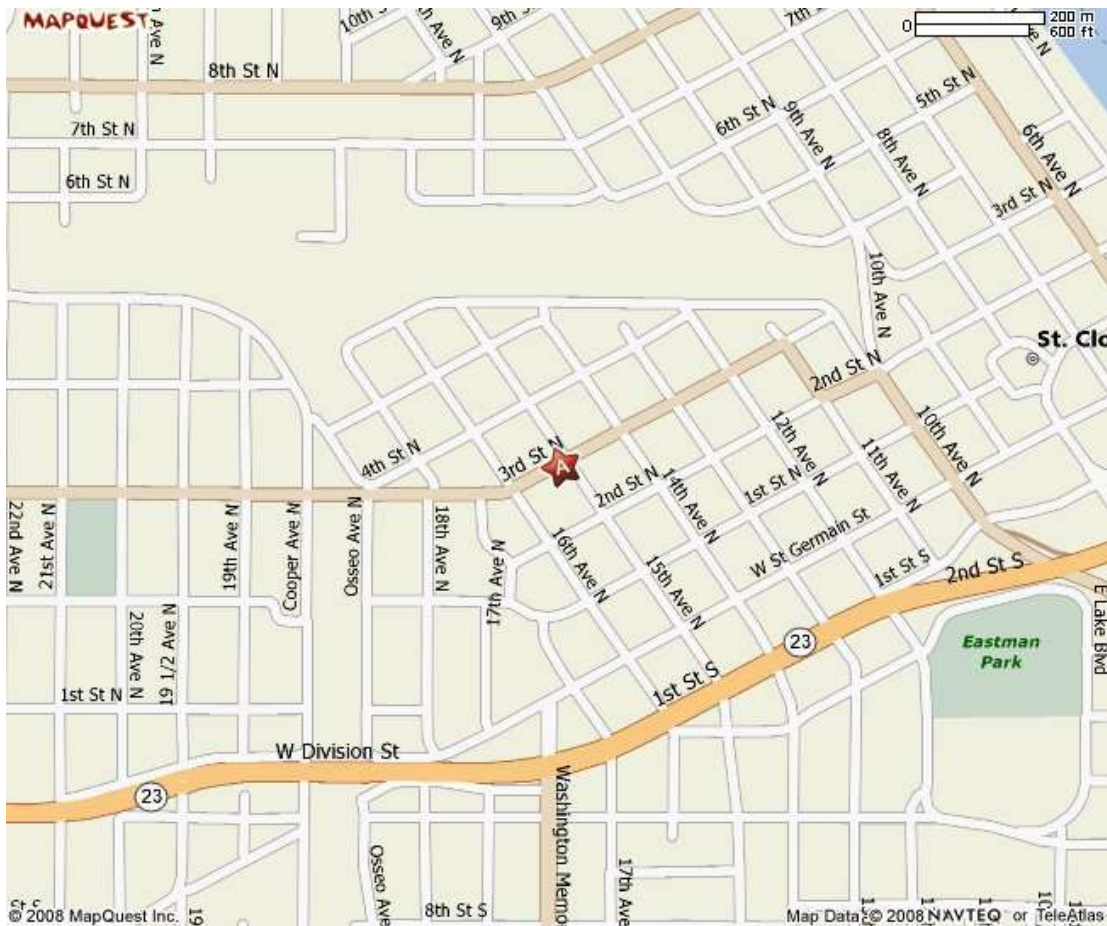 MAPQUEST
0
200 m
600 ft
10th
9th
7th
8th St N
7th St N
6th St N
6th St N
5th St N
9th Ave N
8th Ave N
6th Ave N
3rd St N
10th Ave N
St. Clo
2nd St N
4th St N
3rd St N
A
2nd St N
1st St N
12th Ave N
11th Ave N
10th Ave N
14th Ave N
W St Germain St
1st St S
2nd St S
22nd Ave N
21st Ave N
20th Ave N
19 1/2 Ave N
19th Ave N
Cooper Ave N
Osseo Ave N
18th Ave N
17th Ave N
16th Ave N
15th Ave N
23
Eastman
Park
E Lake Blvd
1st St N
1st St S
W Division St
23
Washington Memo
Osseo Ave
17th Ave
8th St S
19
© 2008 MapQuest Inc.
Map Data © 2008 NAVTEQ or TeleAtlas